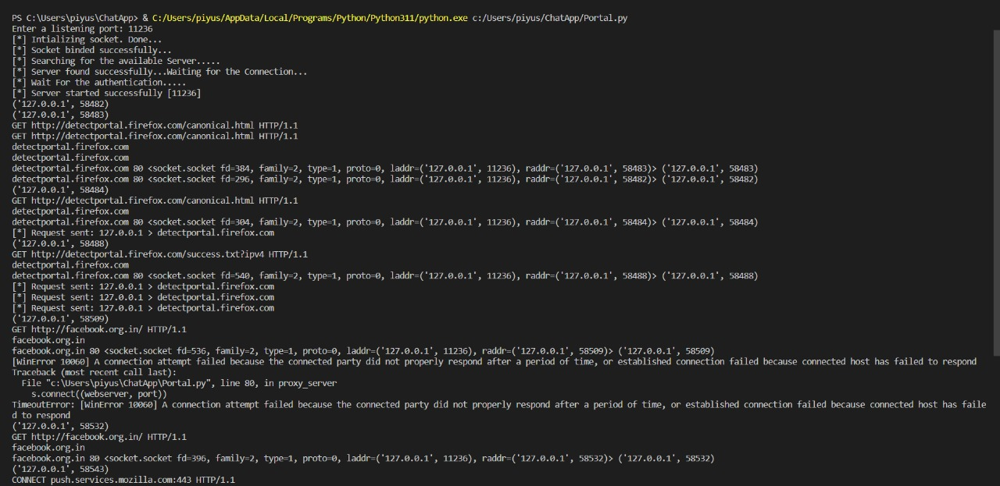 PS C:\Users\piyus\ChatApp> & C:/Users/piyus/AppData/Local/Programs/Python/Python311/python.exe c:/Users/piyus/ChatApp/Portal.py
Enter a listening port: 11236
[*] Intializing socket. Done...
[*] Socket binded successfully...
[*] Searching for the available Server.....
[*] Server found successfully...Waiting for the Connection...
[*] Wait For the authentication.....
[*] Server started successfully [11236]
('127.0.0.1', 58482)
('127.0.0.1', 58483)
GET http://detectportal.firefox.com/canonical.html HTTP/1.1
GET http://detectportal.firefox.com/canonical.html HTTP/1.1
detectportal.firefox.com
detectportal.firefox.com
detectportal.firefox.com 80 <socket.socket fd=384, family=2, type=1, proto=0, laddr=('127.0.0.1', 11236), raddr=('127.0.0.1', 58483)> ('127.0.0.1', 58483)
detectportal.firefox.com 80 <socket.socket fd=296, family=2, type=1, proto=0, laddr=('127.0.0.1', 11236), raddr=('127.0.0.1', 58482)> ('127.0.0.1', 58482)
('127.0.0.1', 58484)
GET http://detectportal.firefox.com/canonical.html HTTP/1.1
detectportal.firefox.com
detectportal.firefox.com 80 <socket.socket fd=304, family=2, type=1, proto=0, laddr=('127.0.0.1', 11236), raddr=('127.0.0.1', 58484)> ('127.0.0.1', 58484)
[*] Request sent: 127.0.0.1 > detectportal.firefox.com
('127.0.0.1', 58488)
GET http://detectportal.firefox.com/success.txt?ipv4 HTTP/1.1
detectportal.firefox.com
detectportal.firefox.com 80 <socket.socket fd=540, family=2, type=1, proto=0, laddr=('127.0.0.1', 11236), raddr=('127.0.0.1', 58488)> ('127.0.0.1', 58488)
[*] Request sent: 127.0.0.1 > detectportal.firefox.com
[*] Request sent: 127.0.0.1 > detectportal.firefox.com
[*] Request sent: 127.0.0.1 > detectportal.firefox.com
('127.0.0.1', 58509)
GET http://facebook.org.in/ HTTP/1.1
facebook.org.in
facebook.org.in 80 <socket.socket fd=536, family=2, type=1, proto=0, laddr=('127.0.0.1', 11236), raddr=('127.0.0.1', 58509)> ('127.0.0.1', 58509)
[WinError 10060] A connection attempt failed because the connected party did not properly respond after a period of time, or established connection failed because connected host has failed to respond
Traceback (most recent call last):
  File "c:\Users\piyus\ChatApp\Portal.py", line 80, in proxy_server
    s.connect((webserver, port))
TimeoutError: [WinError 10060] A connection attempt failed because the connected party did not properly respond after a period of time, or established connection failed because connected host has faile
d to respond
('127.0.0.1', 58532)
GET http://facebook.org.in/ HTTP/1.1
facebook.org.in
facebook.org.in 80 <socket.socket fd=396, family=2, type=1, proto=0, laddr=('127.0.0.1', 11236), raddr=('127.0.0.1', 58532)> ('127.0.0.1', 58532)
('127.0.0.1', 58543)
CONNECT push.services.mozilla.com:443 HTTP/1.1